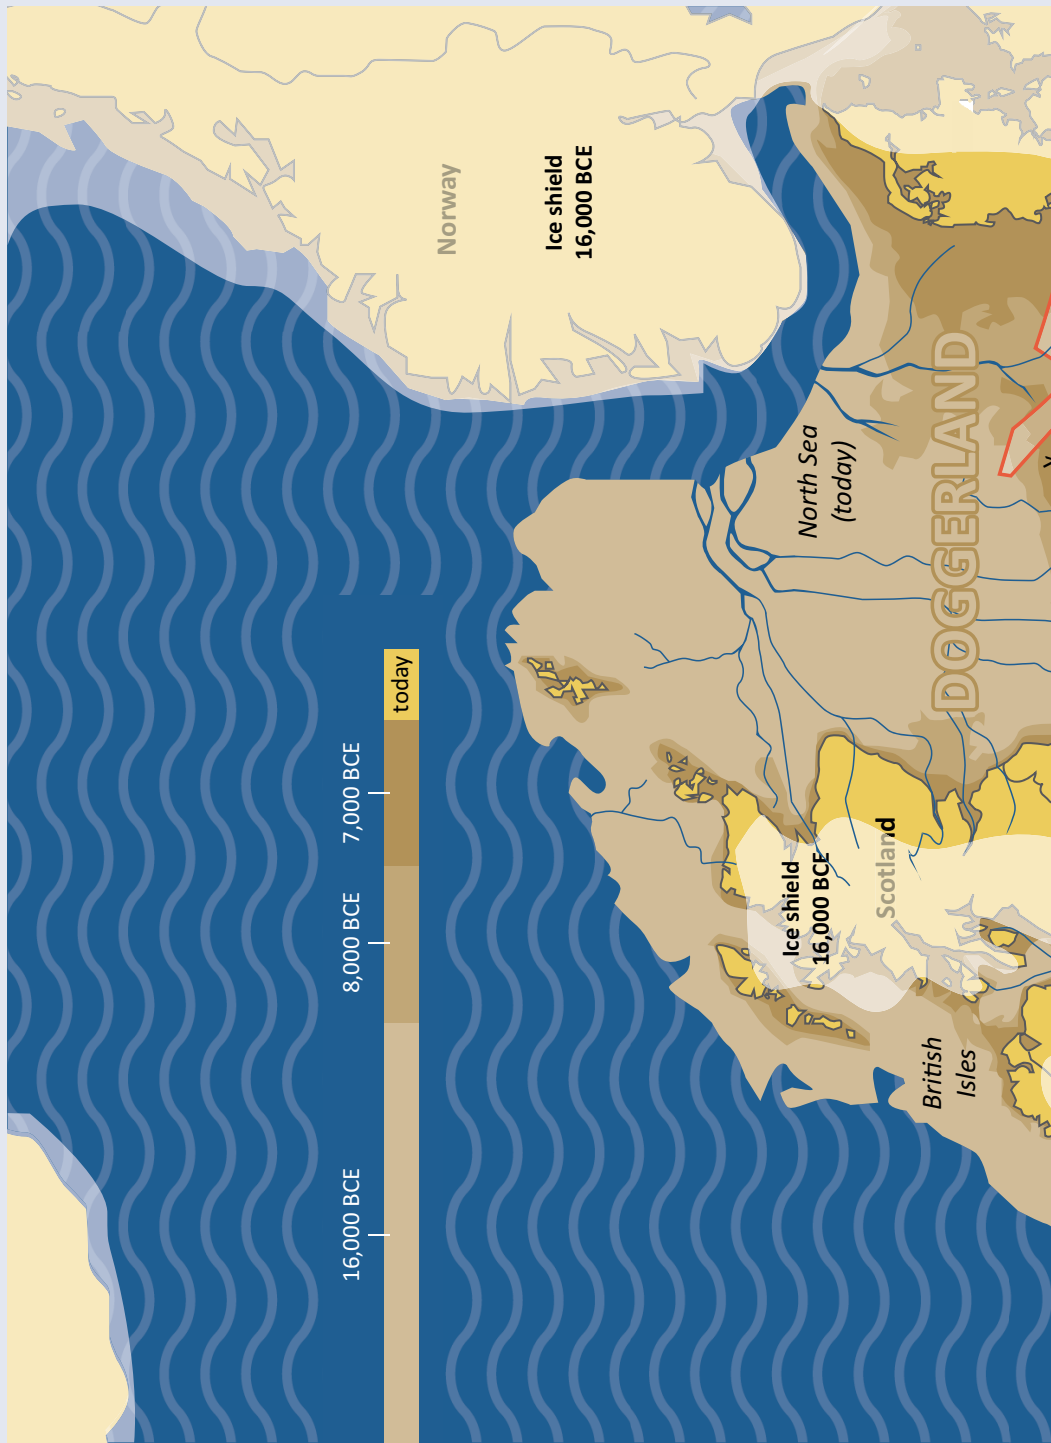 16,000 BCE
8,000 BCE
7,000 BCE
today
Norway
Ice shield
16,000 BCE
Ice shield
16,000 BCE
Scotland
British
Isles
North Sea
(today)
DOGGERLAND